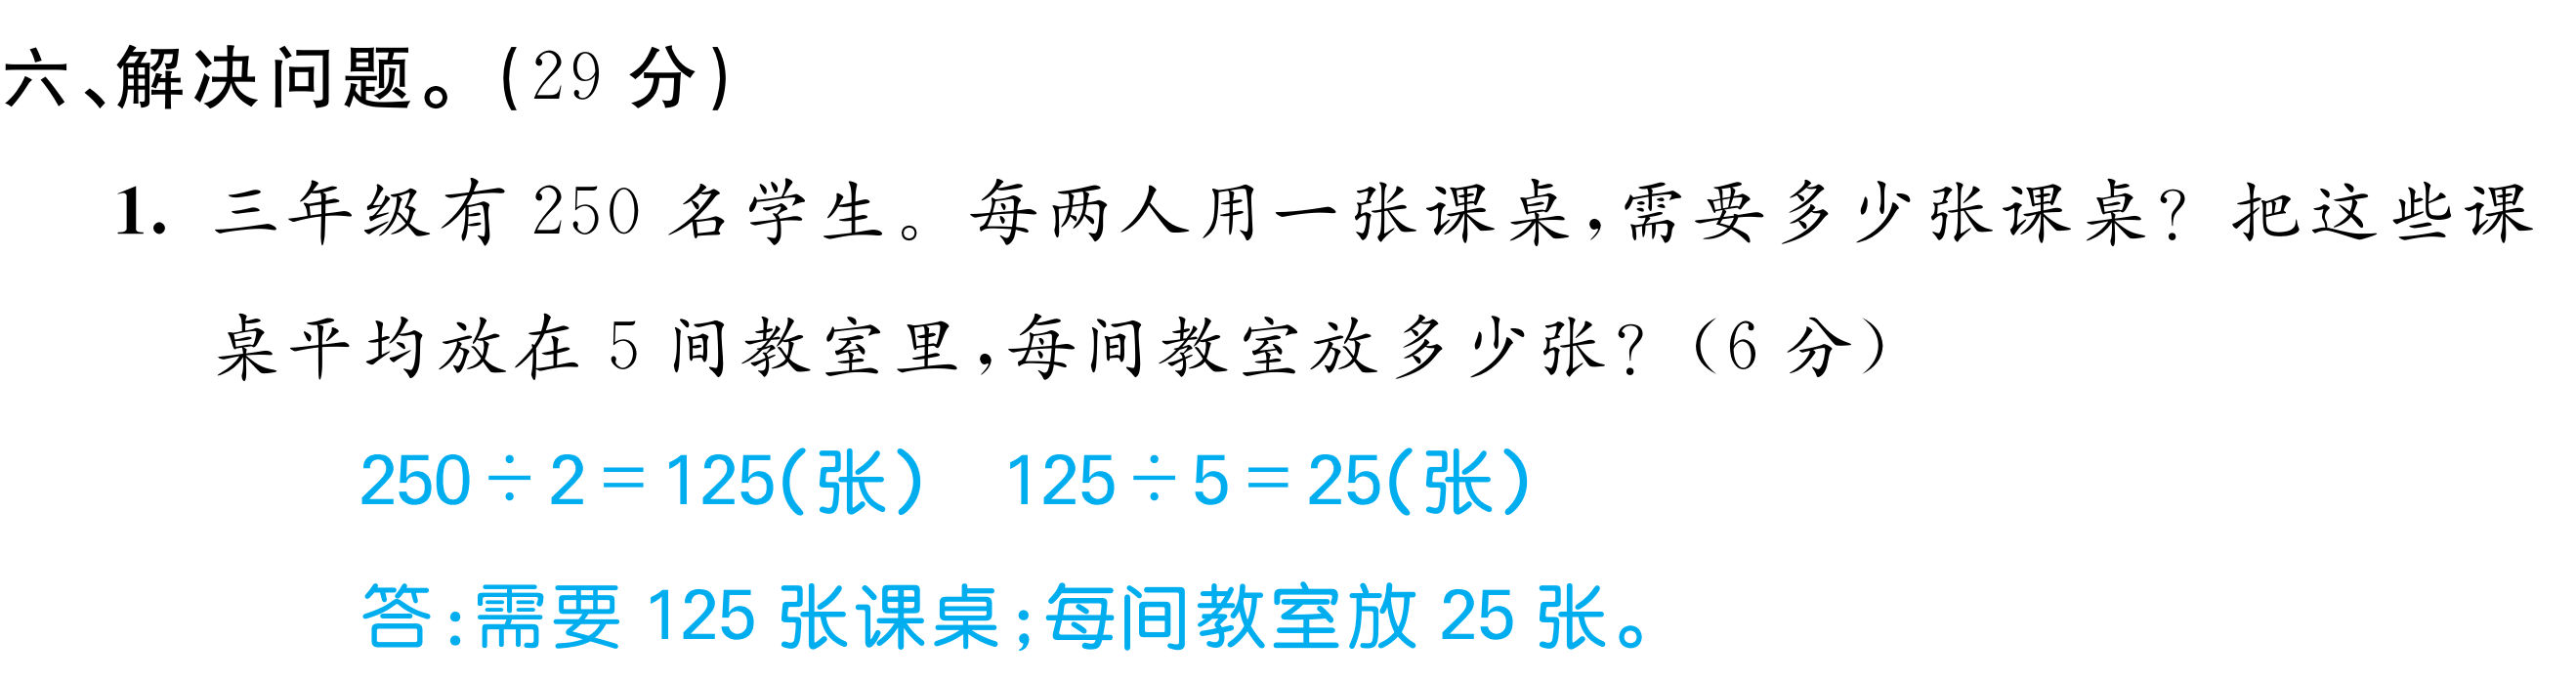 六、解决问题。(29 分)
1. 三年级有 250 名学生。每两人用一张课桌,需要多少张课桌? 把这些课
桌平均放在 5 间教室里,每间教室放多少张?(6 分)
250÷2=125(张) 125÷5=25(张)
答:需要 125 张课桌;每间教室放 25 张。